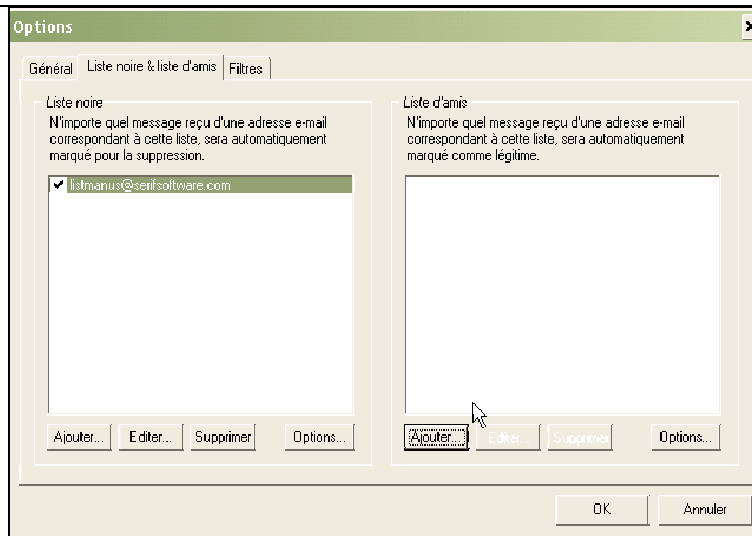 Options
Général
Liste noire & liste d'amis
Filtres
Liste noire
N'importe quel message reçu d'une adresse e-mail
correspondant à cette liste, sera automatiquement
marqué pour la suppression.
listmanus@serifsoftware.com
Ajouter...
Editer...
Supprimer
Options...
Liste d'amis
N'importe quel message reçu d'une adresse e-mail
correspondant à cette liste, sera automatiquement
marqué comme légitime.
Ajouter...
Editer...
Supprimer
Options...
OK
Annuler